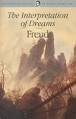 The Interpretation
of Dreams
Freud